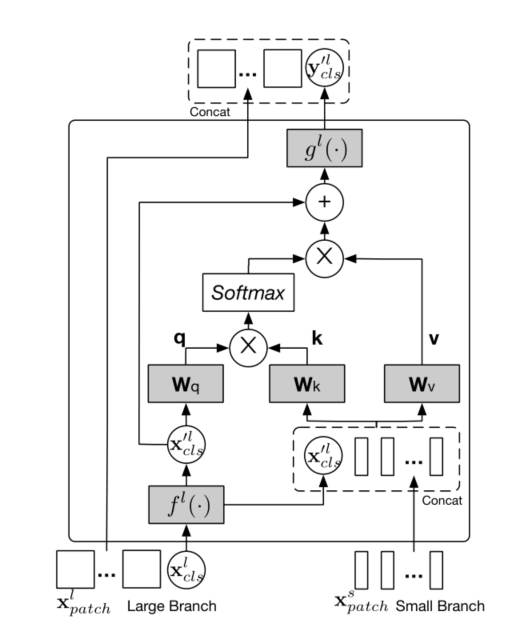 ... y'^l_cls
Concat
g^l(·)
+
X
Softmax
q X k v
W_q W_k W_v
x'^l_cls x'^l_cls ...
Concat
f^l(·)
... x^l_cls ...
x^l_patch Large Branch x^s_patch Small Branch